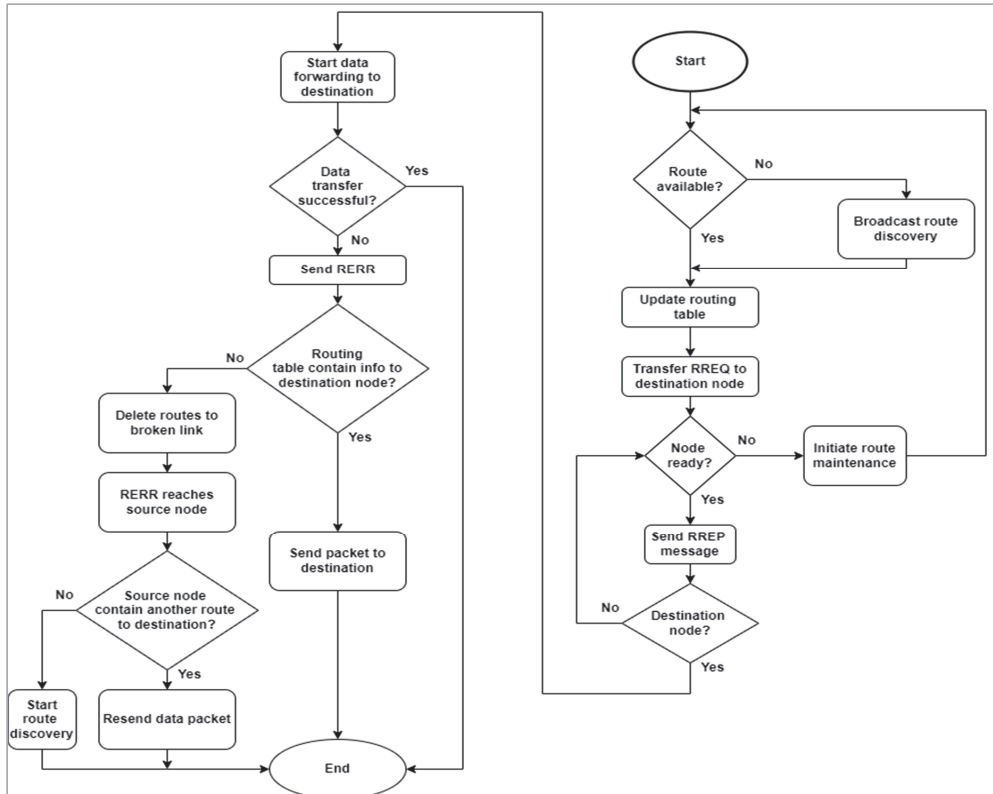 Start
Route
available?
No
Broadcast route
discovery
Yes
Update routing
table
Transfer RREQ to
destination node
Node
ready?
No
Initiate route
maintenance
Yes
Send RREP
message
Destination
node?
No
Yes
Start data
forwarding to
destination
Data
transfer
successful?
Yes
No
Send RERR
Routing
table contain info to
destination node?
No
Delete routes to
broken link
RERR reaches
source node
Source node
contain another route
to destination?
No
Start
route
discovery
Yes
Resend data packet
Yes
Send packet to
destination
End